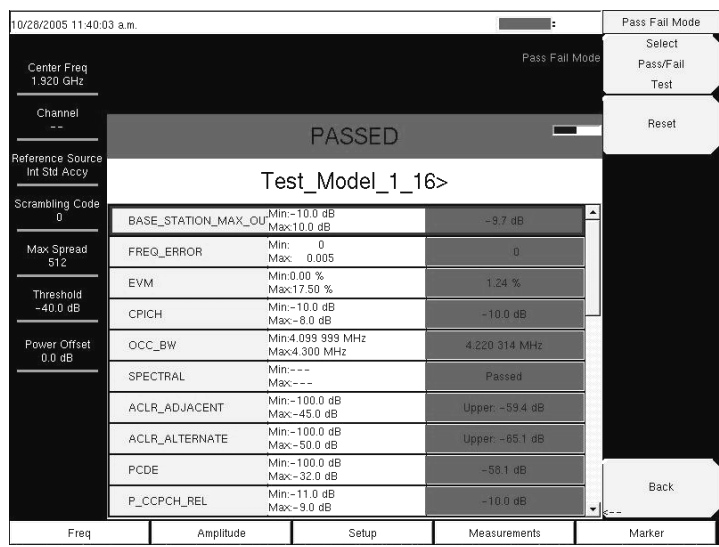 10/28/2005 11:40:03 a.m.
Pass Fail Mode
Pass Fail Mode
Select
Pass/Fail
Test
Reset
Back
<--
Center Freq
1.920 GHz
Channel
--
Reference Source
Int Std Accy
Scrambling Code
0
Max Spread
512
Threshold
-40.0 dB
Power Offset
0.0 dB
PASSED
Test_Model_1_16>
BASE_STATION_MAX_OU Min:-10.0 dB Max:10.0 dB -9.7 dB
FREQ_ERROR Min: 0 Max: 0.005 0
EVM Min:0.00 % Max:17.50 % 1.24 %
CPICH Min:-10.0 dB Max:-8.0 dB -10.0 dB
OCC_BW Min:4.099 999 MHz Max:4.300 MHz 4.220 314 MHz
SPECTRAL Min:--- Max:--- Passed
ACLR_ADJACENT Min:-100.0 dB Max:-45.0 dB Upper: -59.4 dB
ACLR_ALTERNATE Min:-100.0 dB Max:-50.0 dB Upper: -65.1 dB
PCDE Min:-100.0 dB Max:-32.0 dB -58.1 dB
P_CCPCH_REL Min:-11.0 dB Max:-9.0 dB -10.0 dB
Freq Amplitude Setup Measurements Marker